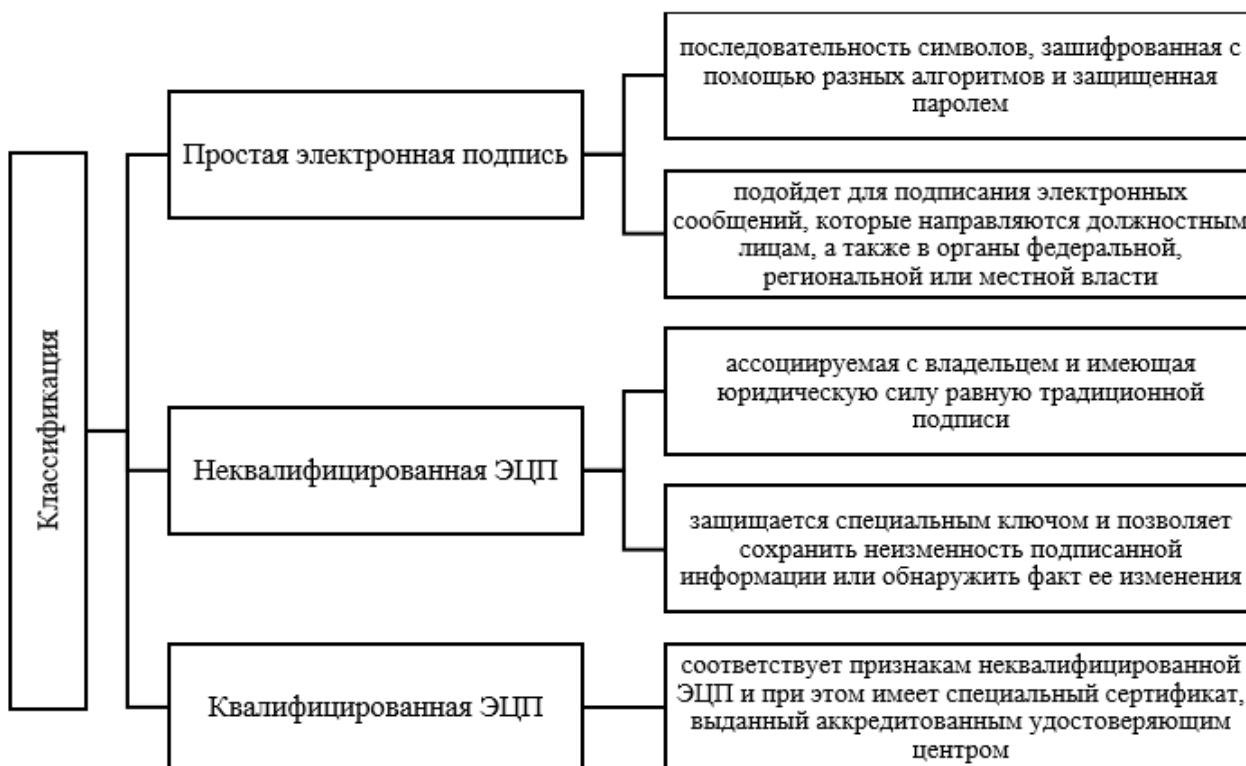 Классификация
Простая электронная подпись
последовательность символов, зашифрованная с
помощью разных алгоритмов и защищенная
паролем
подойдет для подписания электронных
сообщений, которые направляются должностным
лицам, а также в органы федеральной,
региональной или местной власти
Неквалифицированная ЭЦП
ассоциируемая с владельцем и имеющая
юридическую силу равную традиционной
подписи
защищается специальным ключом и позволяет
сохранить неизменность подписанной
информации или обнаружить факт ее изменения
Квалифицированная ЭЦП
соответствует признакам неквалифицированной
ЭЦП и при этом имеет специальный сертификат,
выданный аккредитованным удостоверяющим
центром